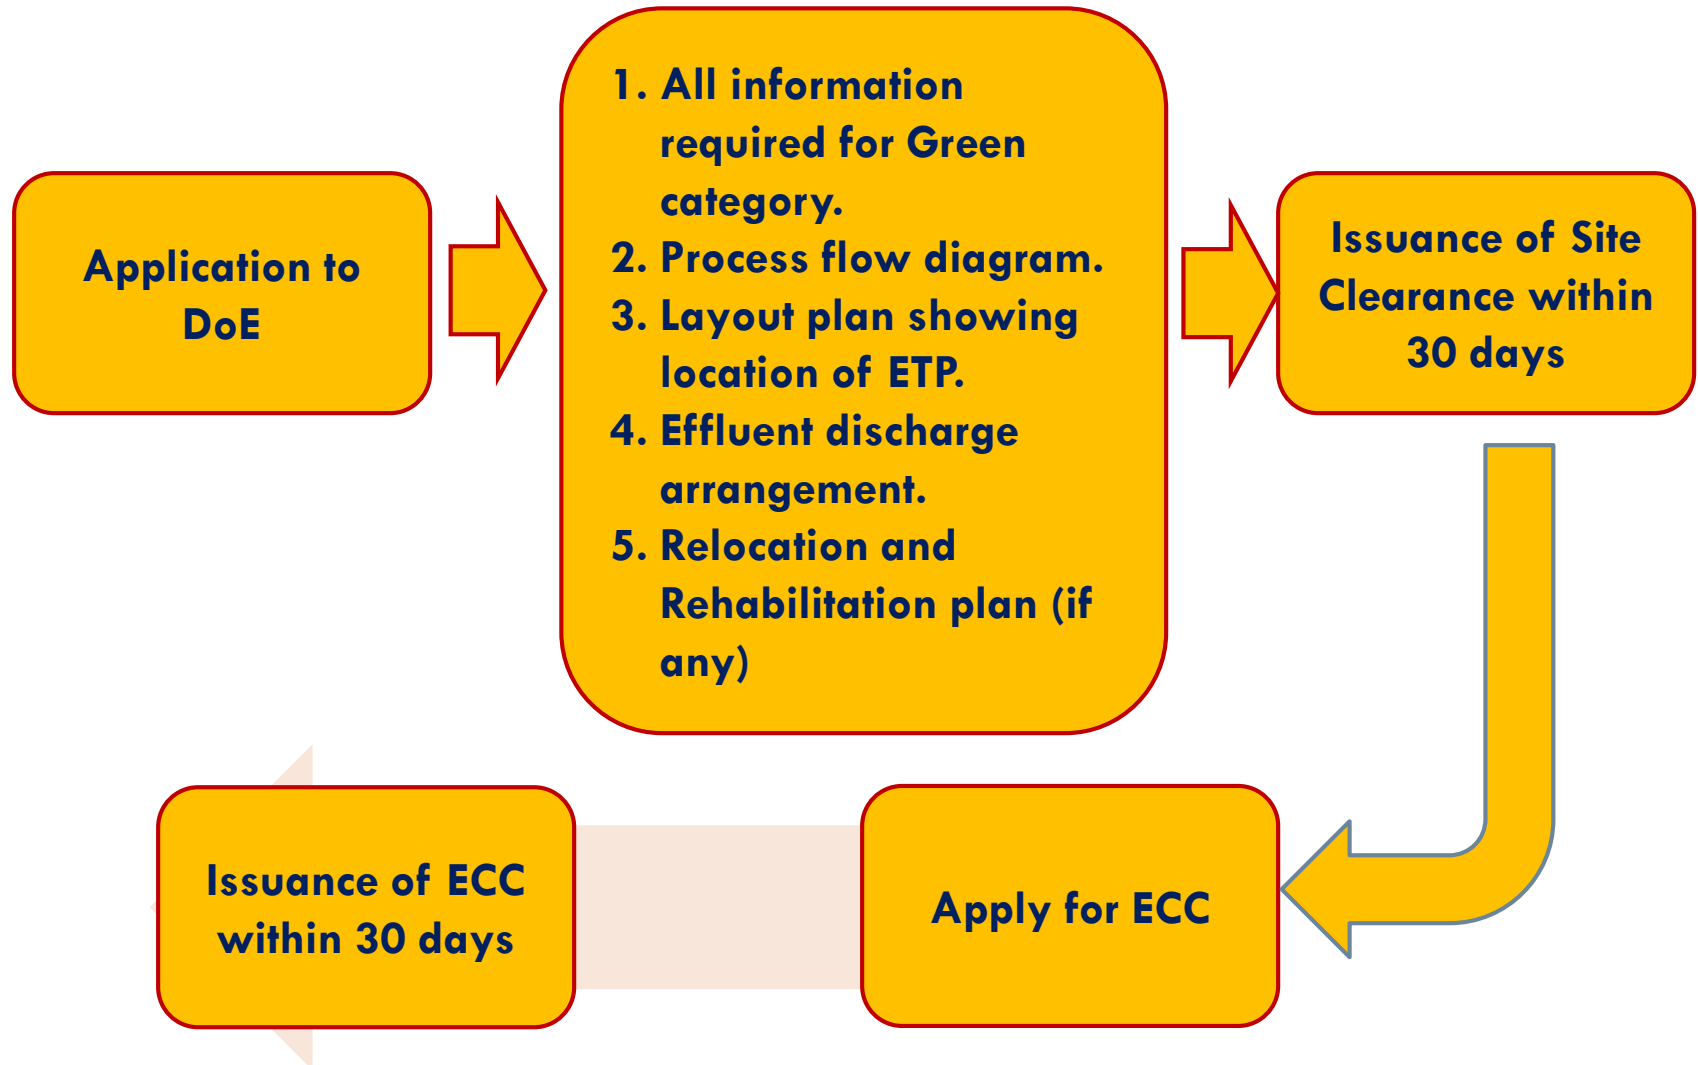 Application to
DoE
1. All information
required for Green
category.
2. Process flow diagram.
3. Layout plan showing
location of ETP.
4. Effluent discharge
arrangement.
5. Relocation and
Rehabilitation plan (if
any)
Issuance of Site
Clearance within
30 days
Apply for ECC
Issuance of ECC
within 30 days